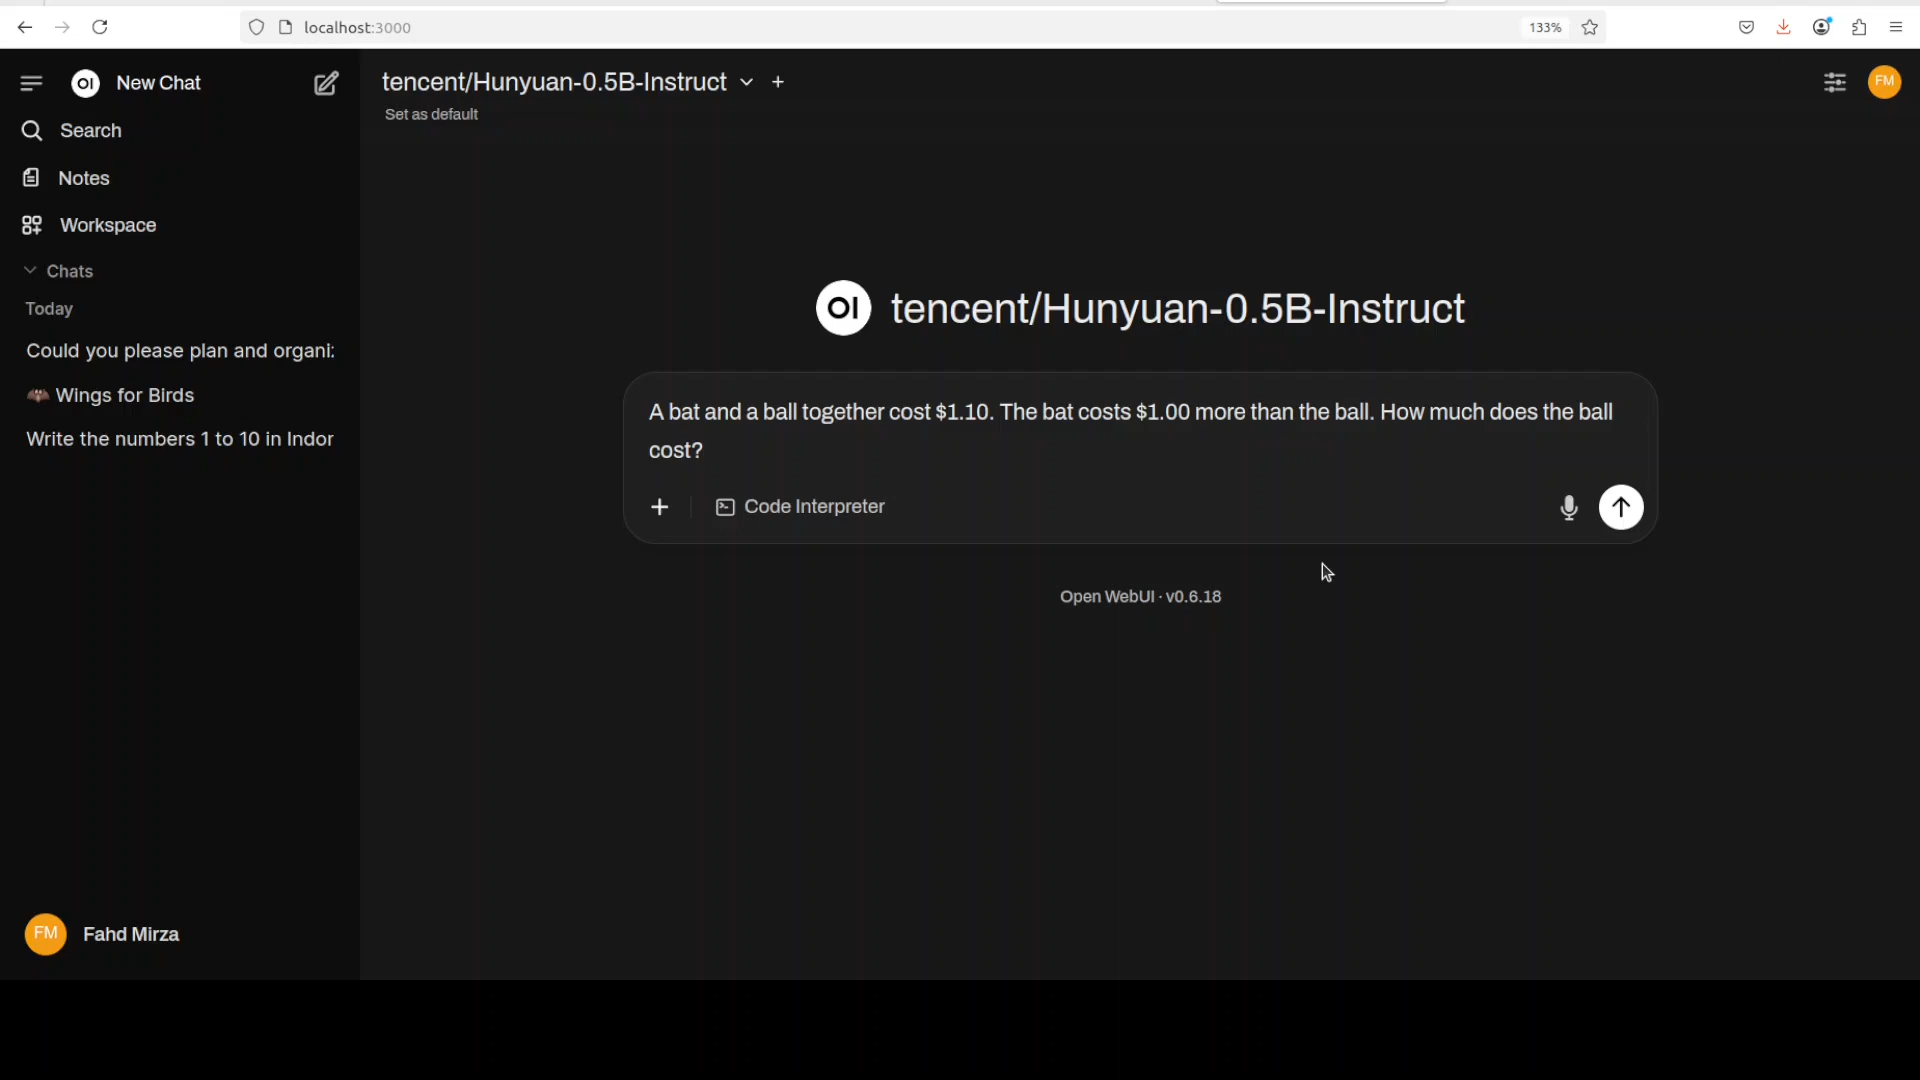 localhost:3000
133%
OI New Chat
tencent/Hunyuan-0.5B-Instruct
FM
Set as default
Search
Notes
Workspace
Chats
Today
Could you please plan and organi
Wings for Birds
Write the numbers 1 to 10 in Indor
OI tencent/Hunyuan-0.5B-Instruct
A bat and a ball together cost $1.10. The bat costs $1.00 more than the ball. How much does the ball
cost?
Code Interpreter
Open WebUI · v0.6.18
FM Fahd Mirza